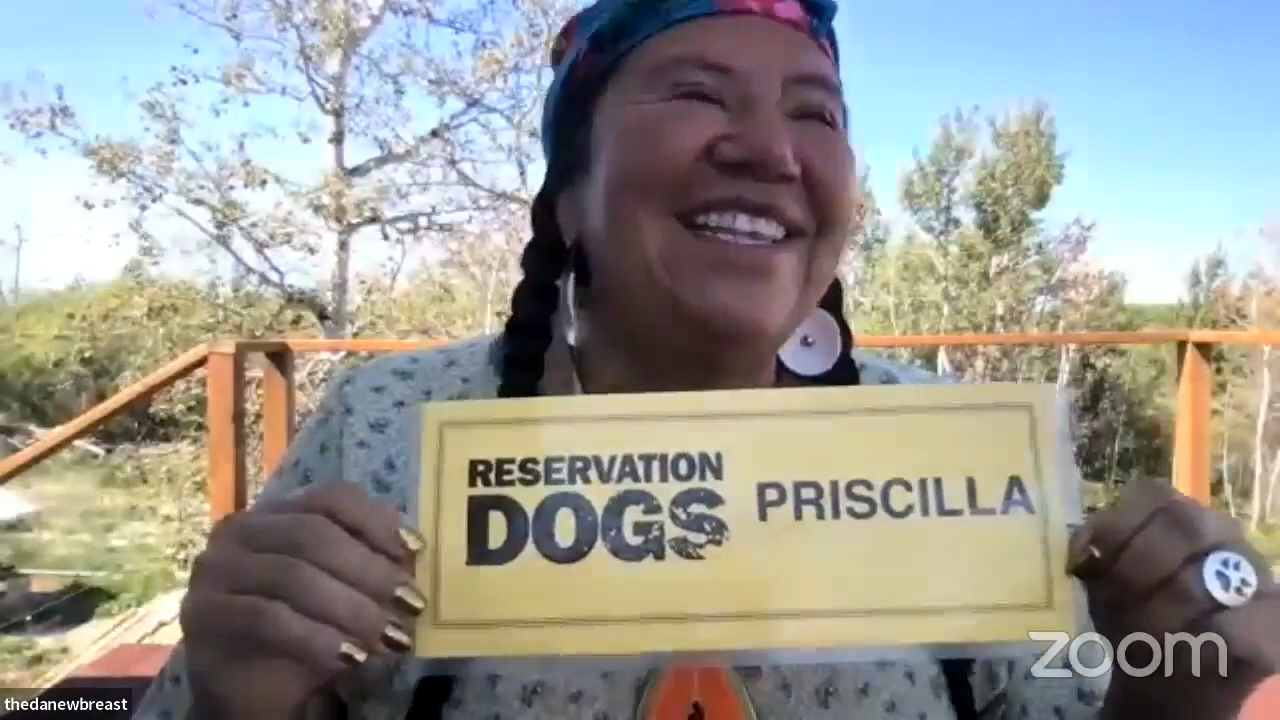 RESERVATION
DOGS
PRISCILLA
zoom
thedanewbreast